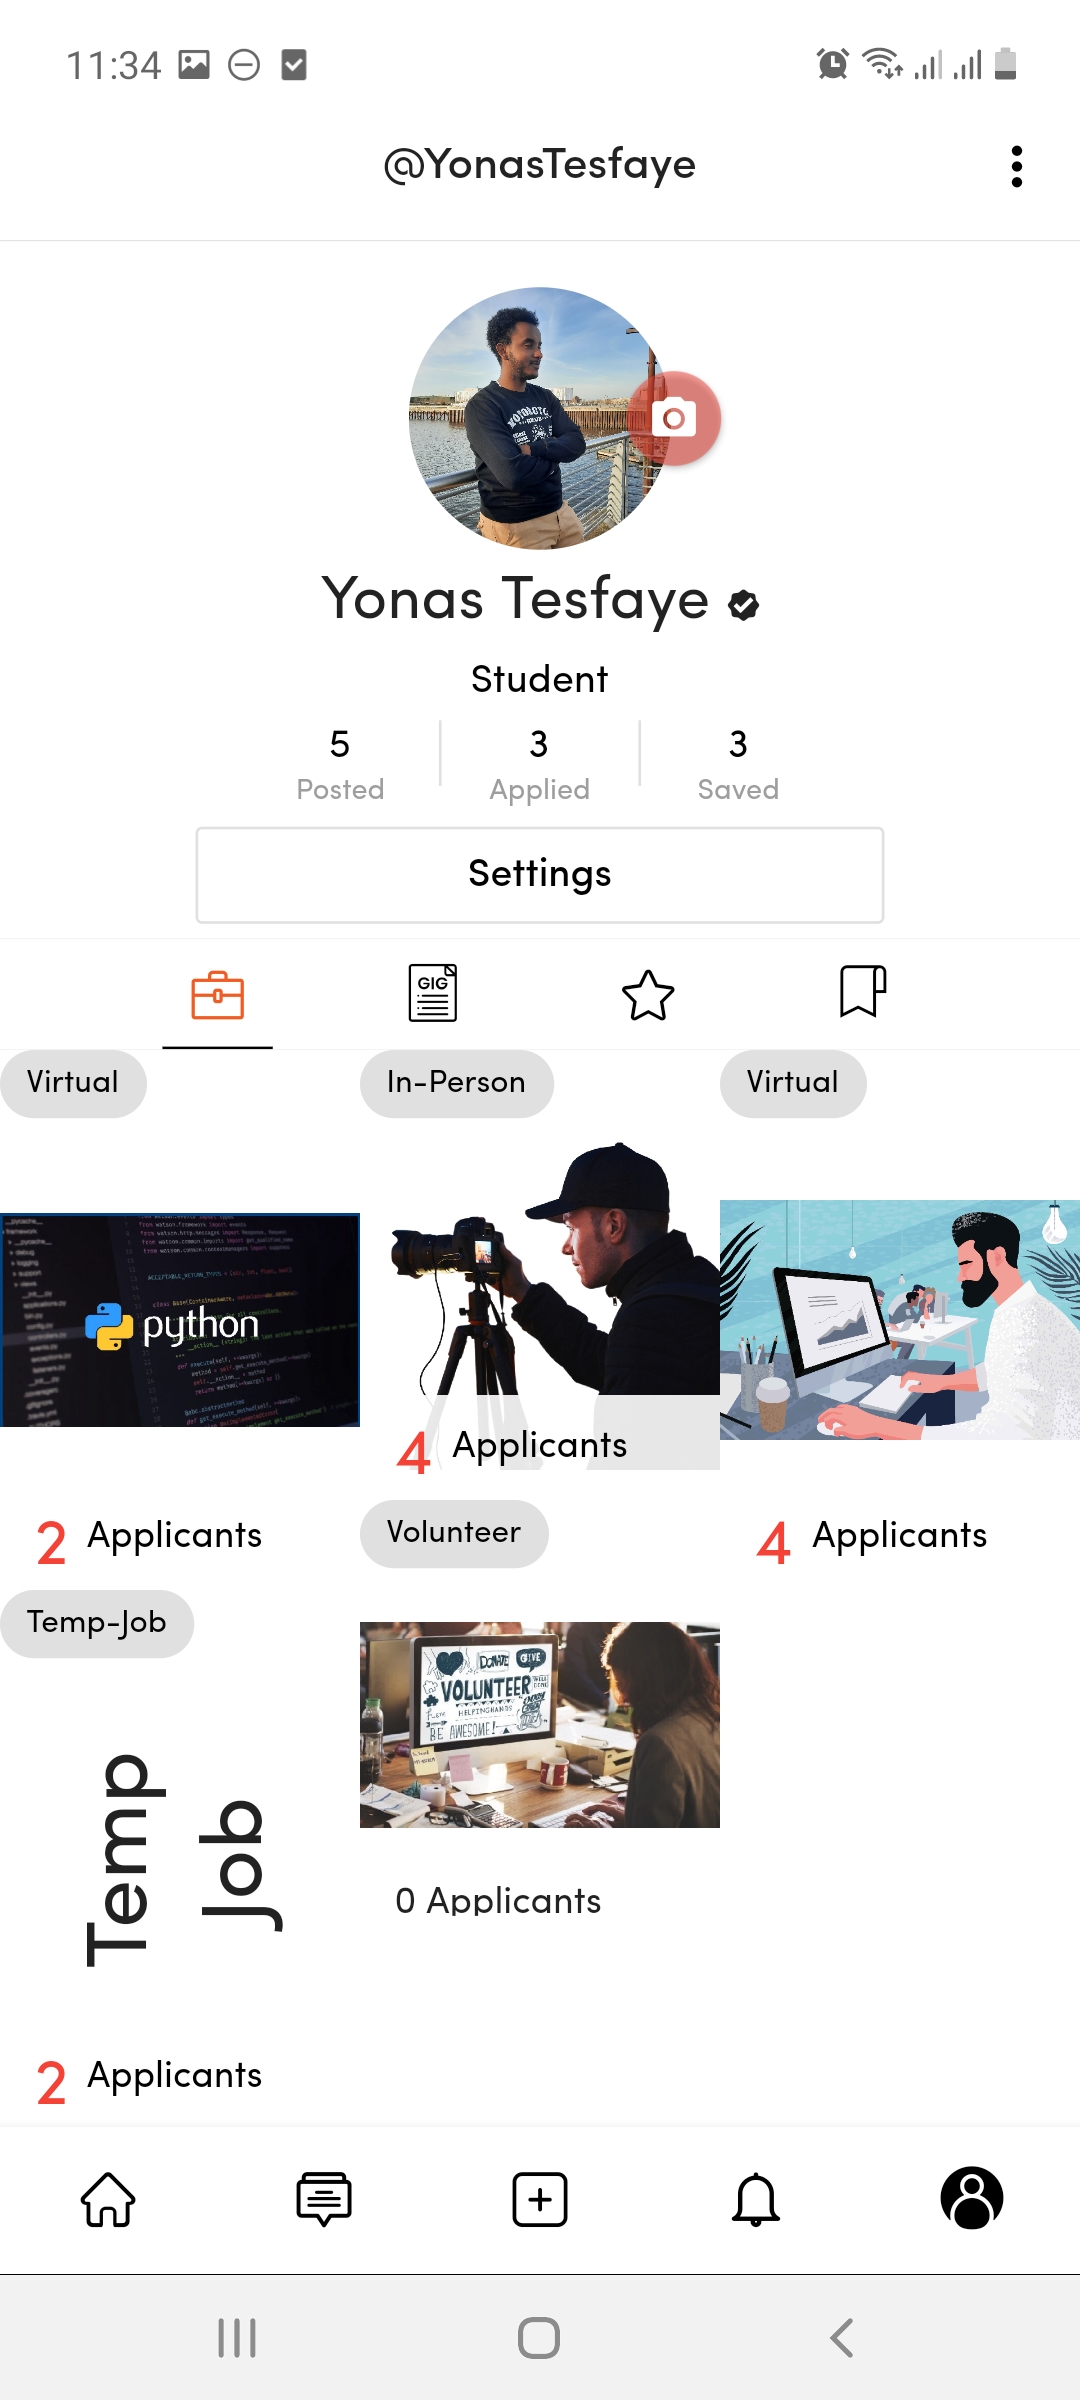 11:34
@YonasTesfaye
Yonas Tesfaye
Student
5 3 3
Posted Applied Saved
Settings
GIG
Virtual In-Person Virtual
python
4 Applicants
2 Applicants
Volunteer
4 Applicants
Temp-Job
DONATE GIVE
VOLUNTEER
HELPINGHANDS
BE AWESOME!
Temp
Job
0 Applicants
2 Applicants